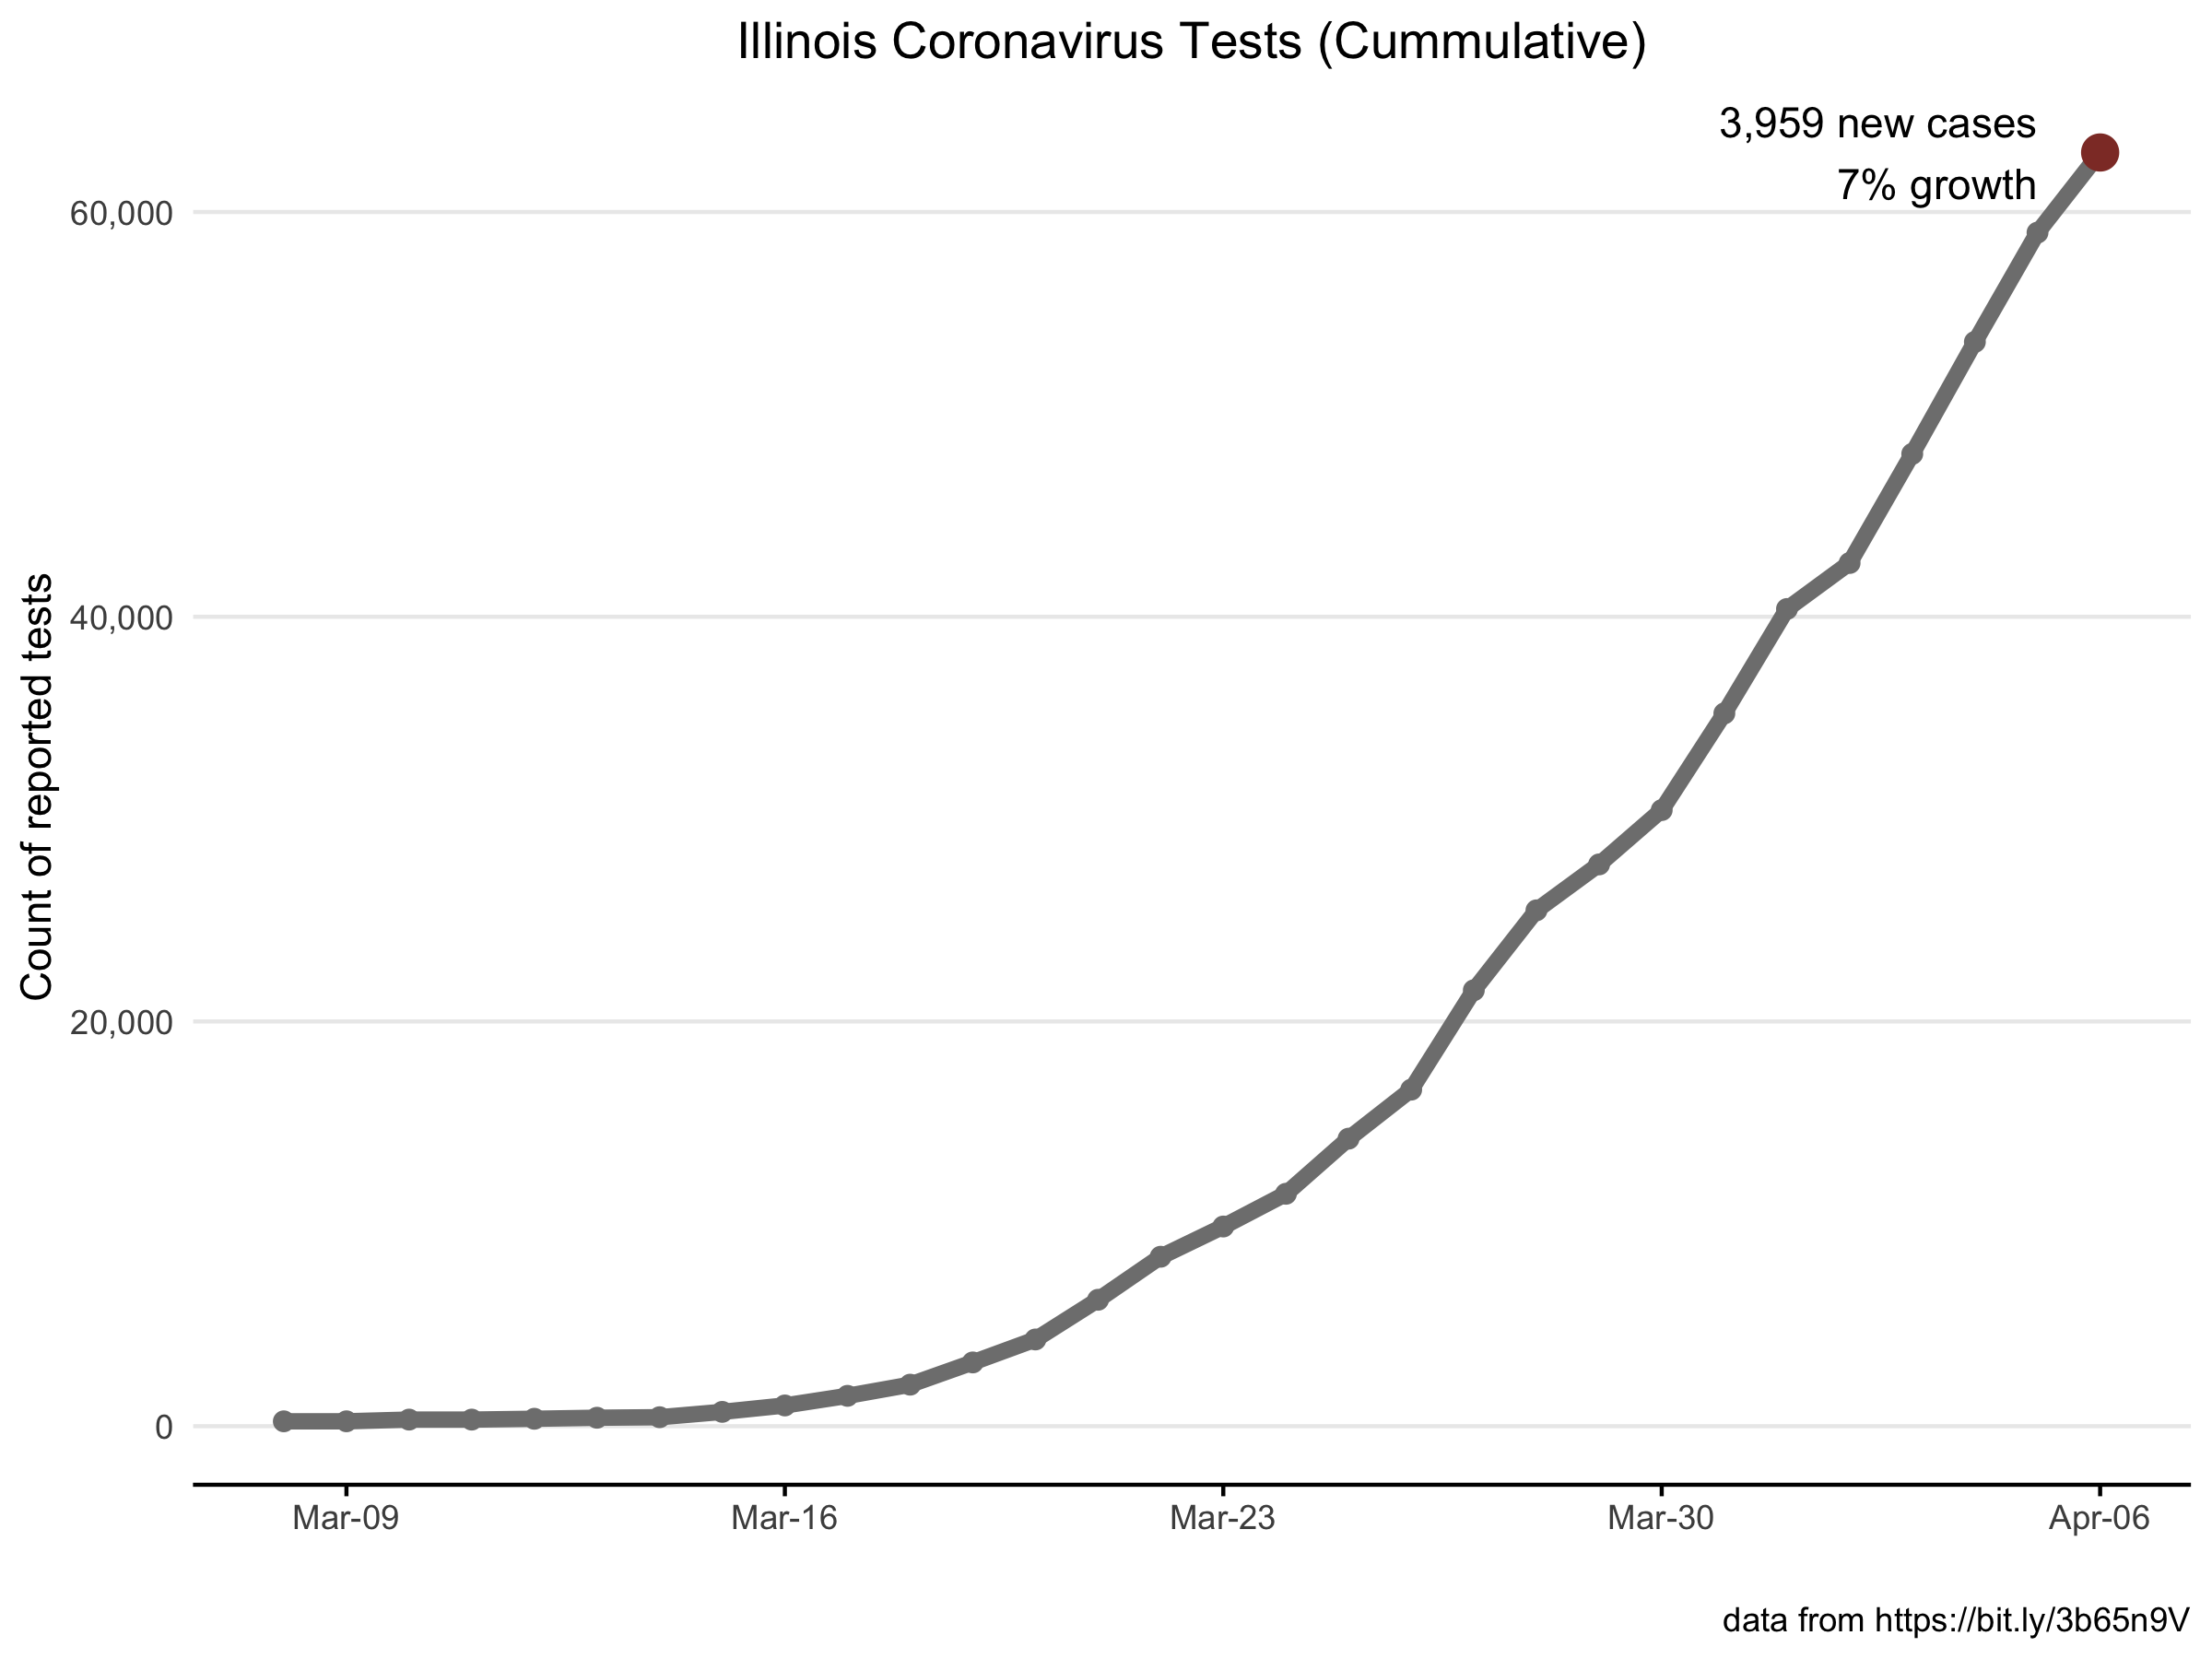 Illinois Coronavirus Tests (Cummulative)
3,959 new cases
7% growth
Count of reported tests
60,000
40,000
20,000
0
Mar-09 Mar-16 Mar-23 Mar-30 Apr-06
data from https://bit.ly/3b65n9V